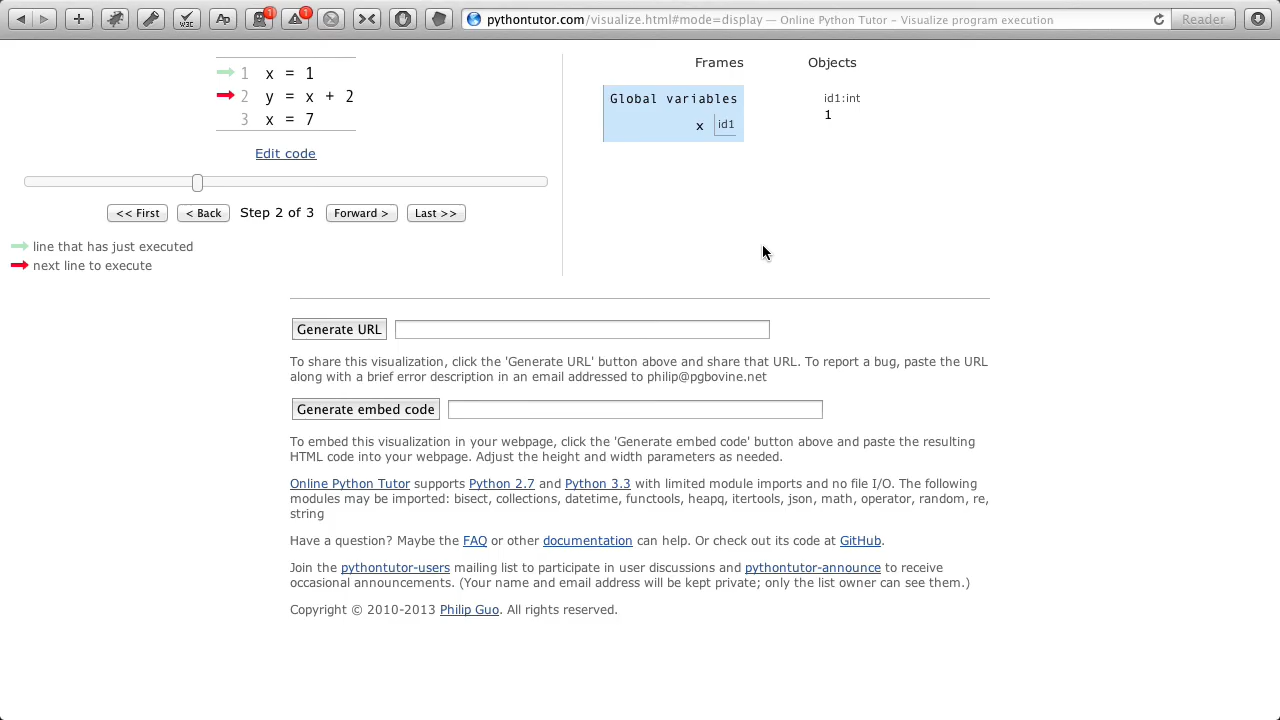 1
1
pythontutor.com/visualize.html#mode=display — Online Python Tutor – Visualize program execution
Reader
W3C
Ap
1 x = 1
2 y = x + 2
3 x = 7
Edit code
<< First < Back Step 2 of 3 Forward > Last >>
line that has just executed
next line to execute
Frames
Objects
Global variables
x id1
id1:int
1
Generate URL
To share this visualization, click the 'Generate URL' button above and share that URL. To report a bug, paste the URL
along with a brief error description in an email addressed to philip@pgbovine.net
Generate embed code
To embed this visualization in your webpage, click the 'Generate embed code' button above and paste the resulting
HTML code into your webpage. Adjust the height and width parameters as needed.
Online Python Tutor supports Python 2.7 and Python 3.3 with limited module imports and no file I/O. The following
modules may be imported: bisect, collections, datetime, functools, heapq, itertools, json, math, operator, random, re,
string
Have a question? Maybe the FAQ or other documentation can help. Or check out its code at GitHub.
Join the pythontutor-users mailing list to participate in user discussions and pythontutor-announce to receive
occasional announcements. (Your name and email address will be kept private; only the list owner can see them.)
Copyright © 2010-2013 Philip Guo. All rights reserved.